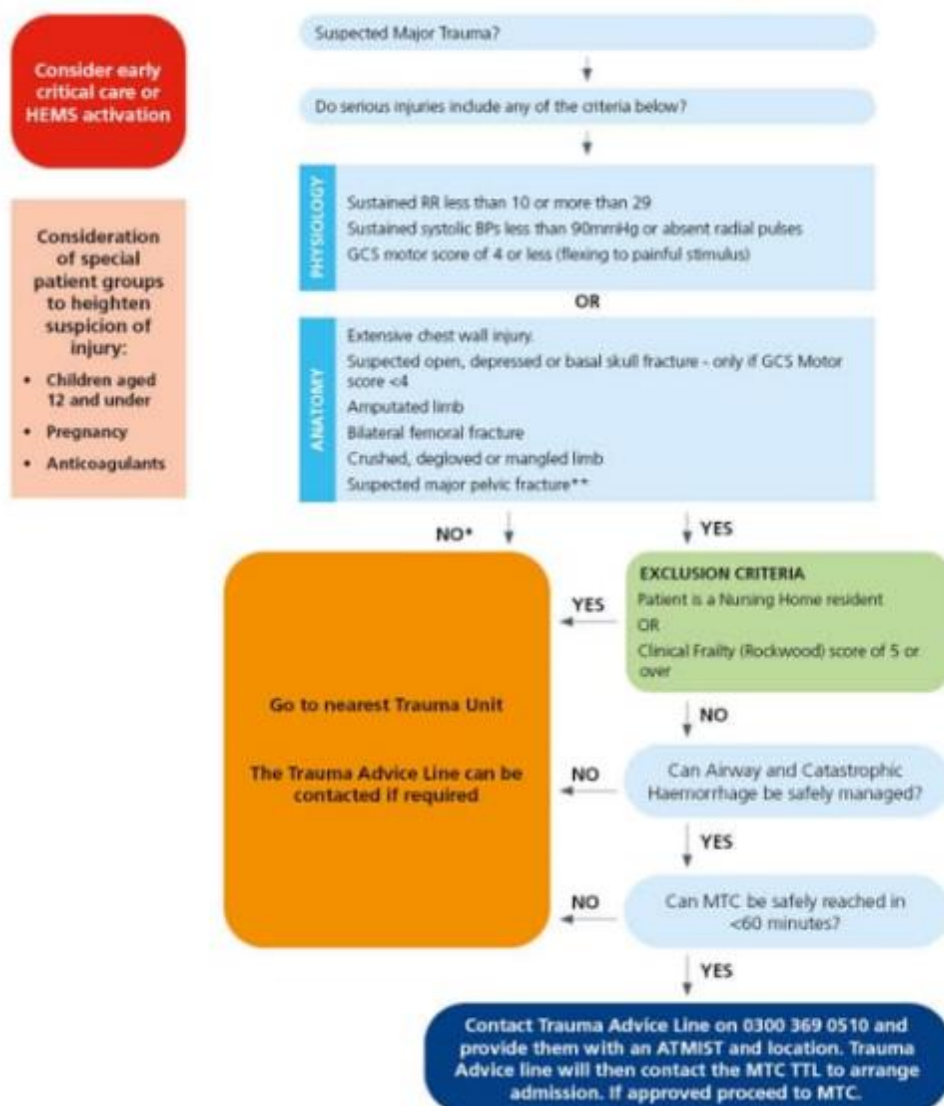 Consider early
critical care or
HEMS activation
Consideration
of special
patient groups
to heighten
suspicion of
injury:
• Children aged
12 and under
• Pregnancy
• Anticoagulants
Suspected Major Trauma?
Do serious injuries include any of the criteria below?
PHYSIOLOGY
Sustained RR less than 10 or more than 29
Sustained systolic BPs less than 90mmHg or absent radial pulses
GCS motor score of 4 or less (flexing to painful stimulus)
OR
ANATOMY
Extensive chest wall injury.
Suspected open, depressed or basal skull fracture - only if GCS Motor
score <4
Amputated limb
Bilateral femoral fracture
Crushed, degloved or mangled limb
Suspected major pelvic fracture**
NO*
YES
EXCLUSION CRITERIA
Patient is a Nursing Home resident
OR
Clinical Frailty (Rockwood) score of 5 or
over
YES
Go to nearest Trauma Unit
The Trauma Advice Line can be
contacted if required
NO
Can Airway and Catastrophic
Haemorrhage be safely managed?
NO
YES
Can MTC be safely reached in
<60 minutes?
NO
YES
Contact Trauma Advice Line on 0300 369 0510 and
provide them with an ATMIST and location. Trauma
Advice line will then contact the MTC TTL to arrange
admission. If approved proceed to MTC.